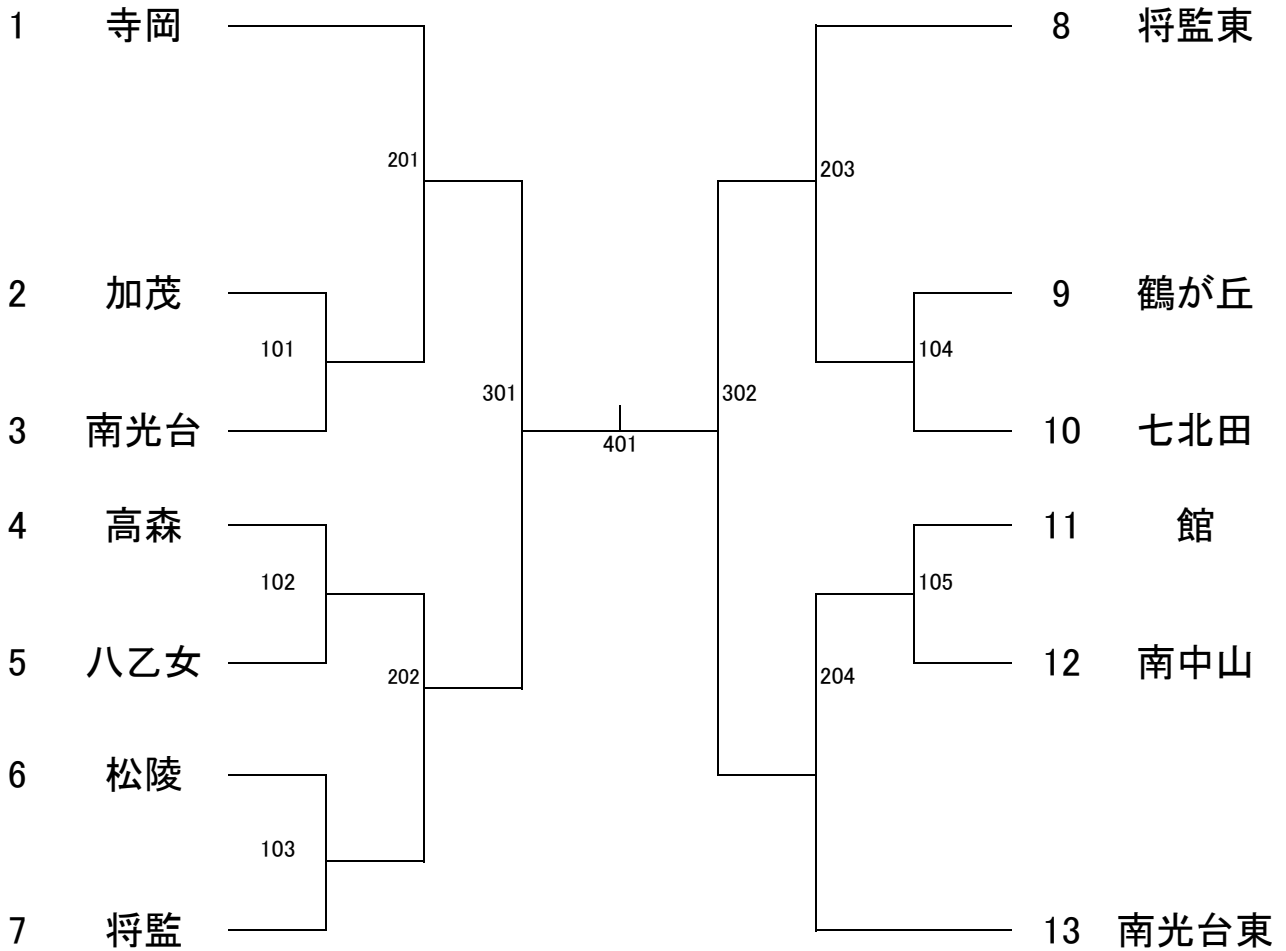 1 寺岡
8 将監東
201
203
2 加茂
9 鶴が丘
101
104
301
302
3 南光台
10 七北田
401
4 高森
11 館
102
105
5 八乙女
12 南中山
202
204
6 松陵
103
7 将監
13 南光台東